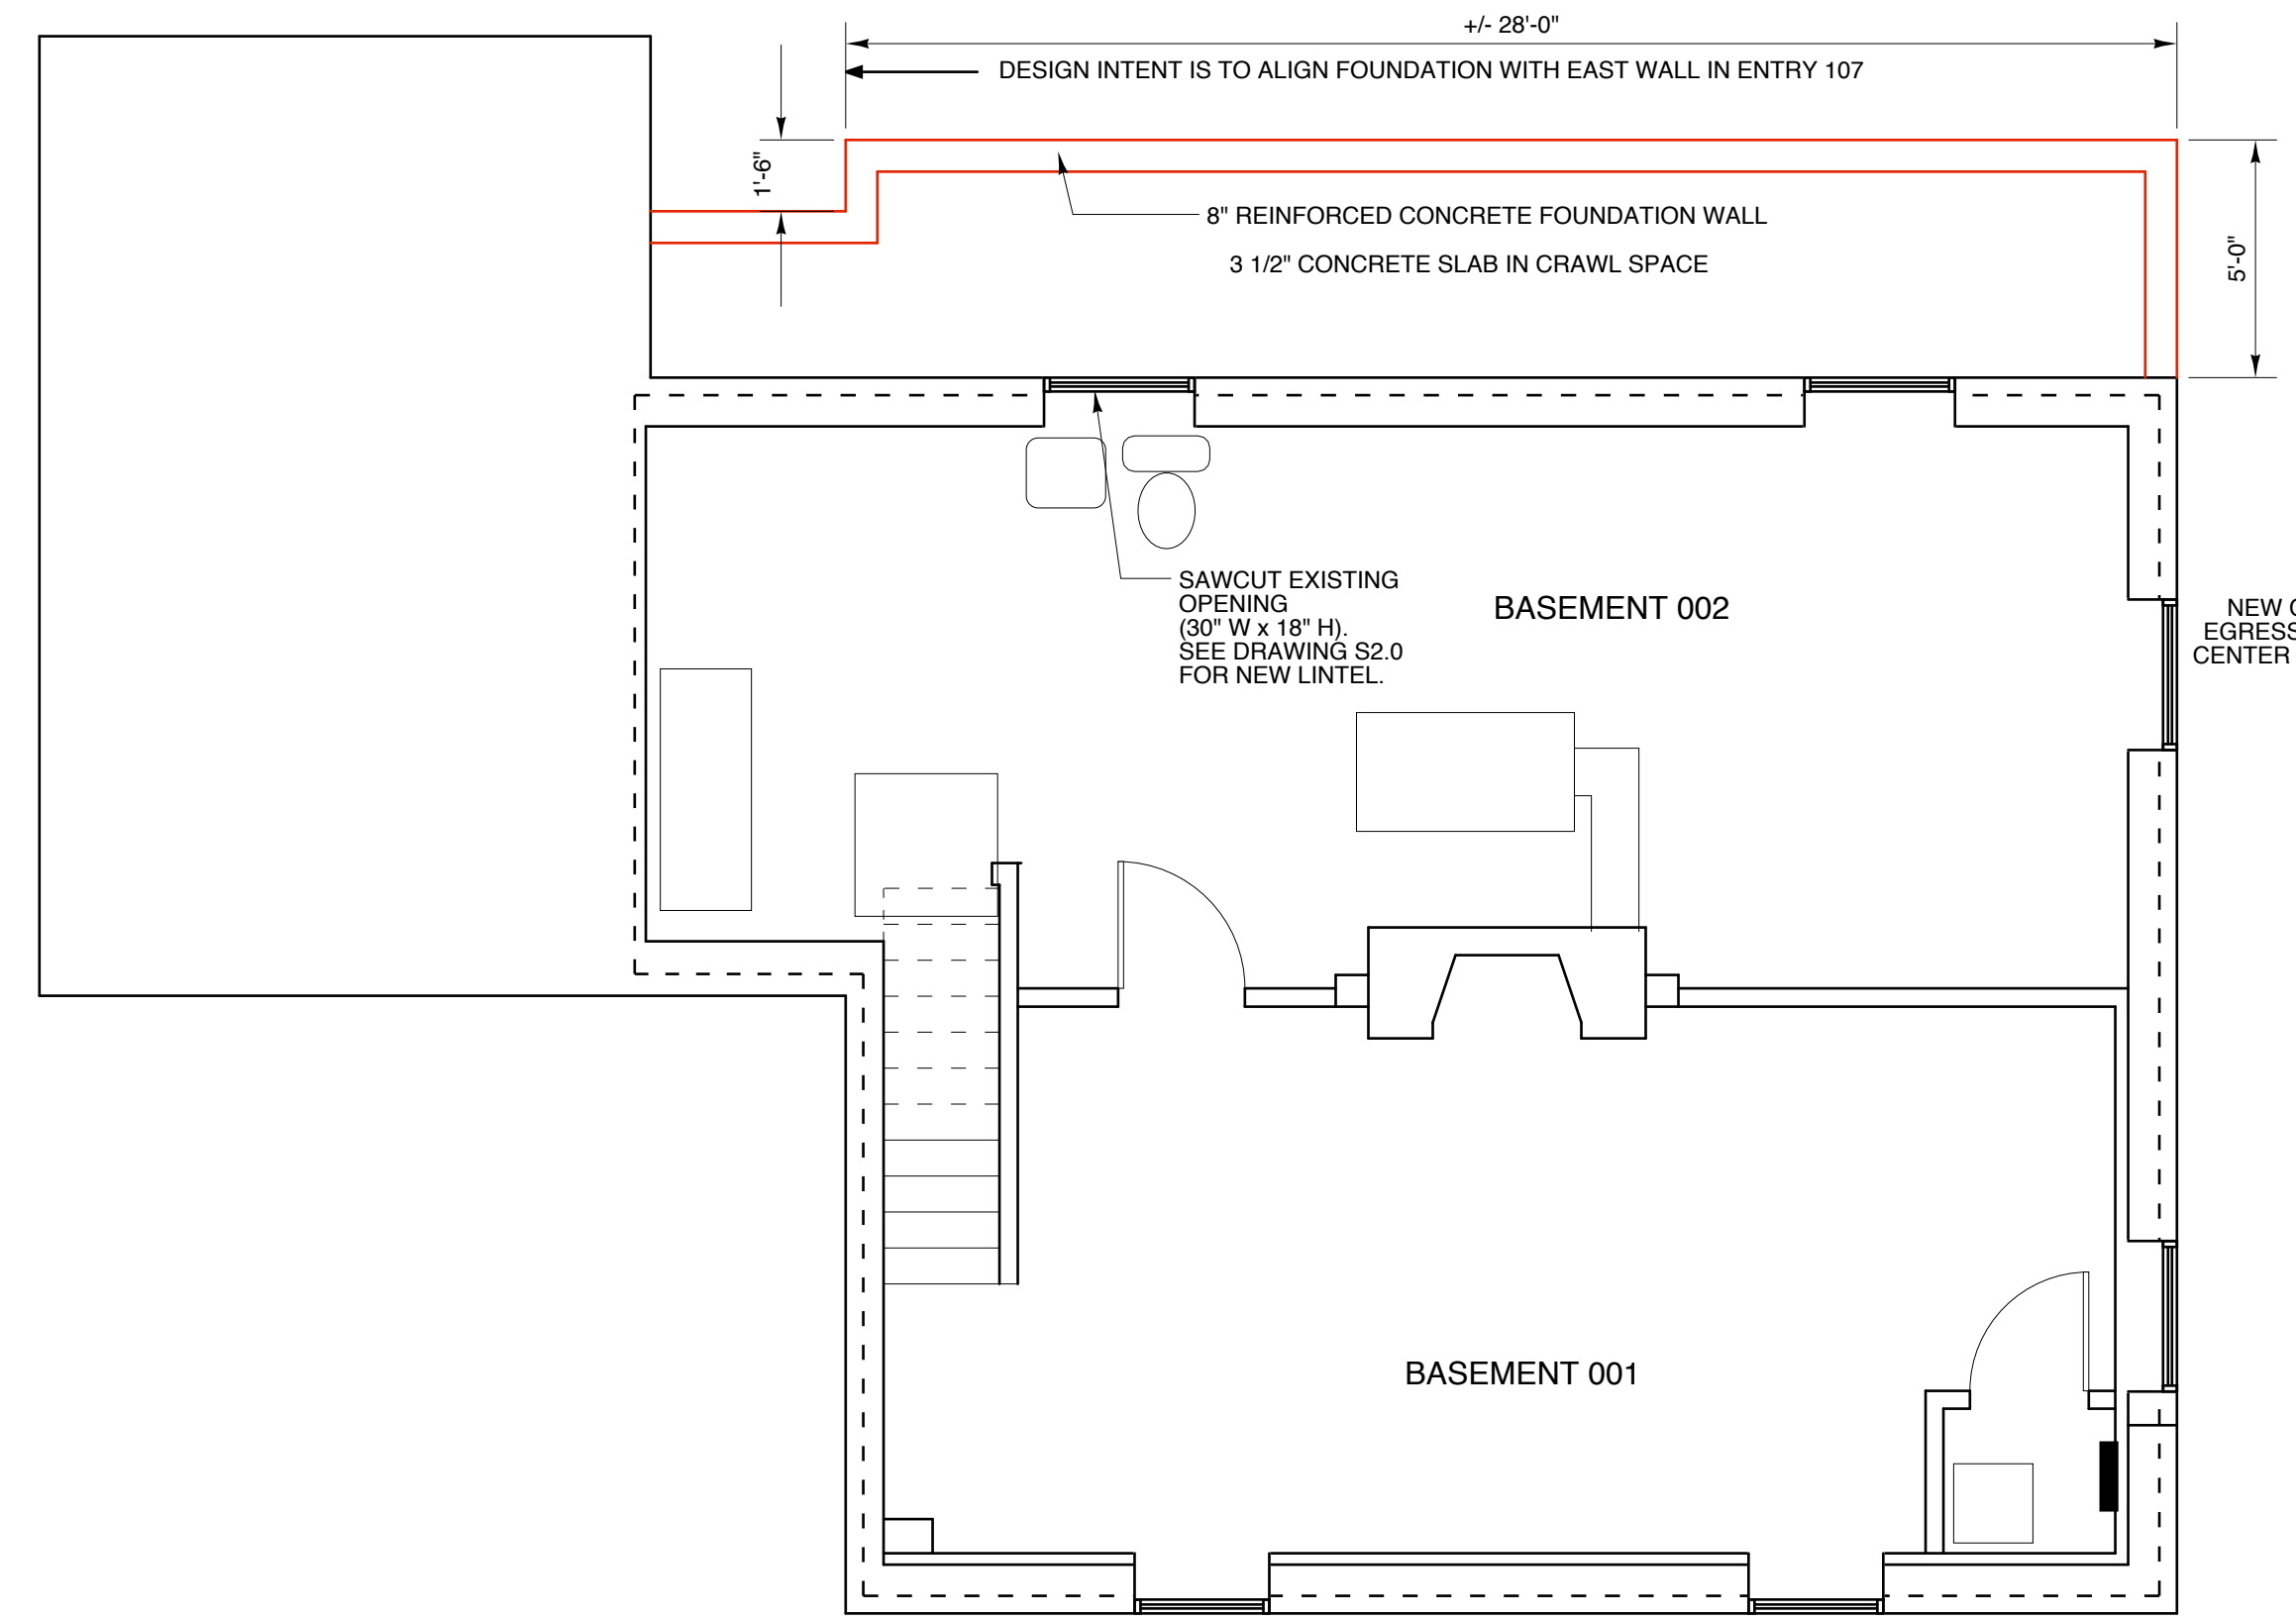 +/- 28'-0"
DESIGN INTENT IS TO ALIGN FOUNDATION WITH EAST WALL IN ENTRY 107
1'-6"
8" REINFORCED CONCRETE FOUNDATION WALL
3 1/2" CONCRETE SLAB IN CRAWL SPACE
5'-0"
SAWCUT EXISTING
OPENING
(30" W x 18" H).
SEE DRAWING S2.0
FOR NEW LINTEL.
BASEMENT 002
NEW
EGRESS
CENTER
BASEMENT 001